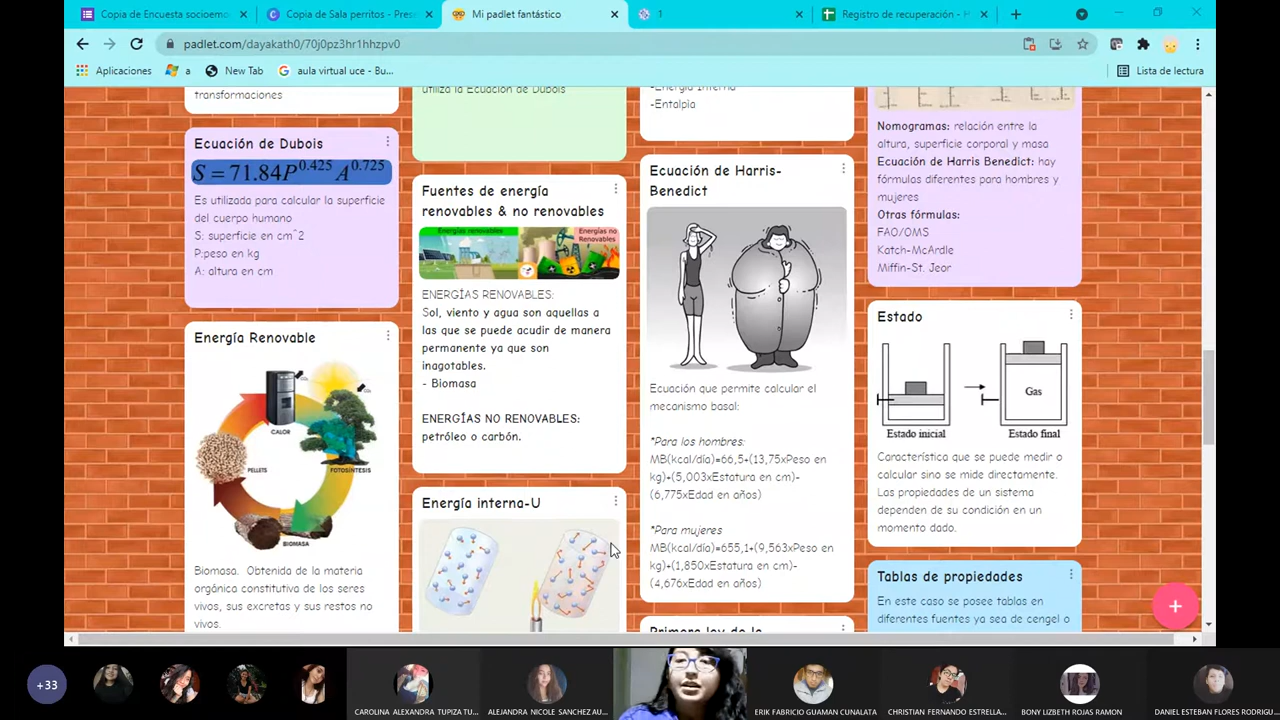 Copia de Encuesta socioem
Copia de Sala perritos - Prese
Mi padlet fantástico
1
Registro de recuperación - H
padlet.com/dayakath0/70j0pz3hr1hhzpv0
Aplicaciones
a
New Tab
aula virtual uce - Bu...
Lista de lectura
transformaciones
Ecuación de Dubois
S = 71.84P^0.425 A^0.725
Es utilizada para calcular la superficie
del cuerpo humano
S: superficie en cm^2
P:peso en kg
A: altura en cm
Energía Renovable
CALOR
PELLETS
FOTOSÍNTESIS
BIOMASA
Biomasa. Obtenida de la materia
orgánica constitutiva de los seres
vivos, sus excretas y sus restos no
vivos.
utiliza la Ecuación de Dubois
Fuentes de energía
renovables & no renovables
Energías renovables
Energías no
Renovables
ENERGÍAS RENOVABLES:
Sol, viento y agua son aquellas a
las que se puede acudir de manera
permanente ya que son
inagotables.
- Biomasa
ENERGÍAS NO RENOVABLES:
petróleo o carbón.
Energía interna-U
-Energía Interna
-Entalpía
Ecuación de Harris-
Benedict
Ecuación que permite calcular el
mecanismo basal:
*Para los hombres:
MB(kcal/día)=66,5+(13,75xPeso en
kg)+(5,003xEstatura en cm)-
(6,775xEdad en años)
*Para mujeres
MB(kcal/día)=655,1+(9,563xPeso en
kg)+(1,850xEstatura en cm)-
(4,676xEdad en años)
Primera ley de la
Nomogramas: relación entre la
altura, superficie corporal y masa
Ecuación de Harris Benedict: hay
fórmulas diferentes para hombres y
mujeres
Otras fórmulas:
FAO/OMS
Katch-McArdle
Miffin-St. Jeor
Estado
Gas
Estado inicial
Estado final
Característica que se puede medir o
calcular sino se mide directamente.
Las propiedades de un sistema
dependen de su condición en un
momento dado.
Tablas de propiedades
En este caso se posee tablas en
diferentes fuentes ya sea de cengel o
+
+33
CAROLINA ALEXANDRA TUPIZA TU...
ALEJANDRA NICOLE SANCHEZ AU...
ERIK FABRICIO GUAMAN CUNALATA
CHRISTIAN FERNANDO ESTRELLA...
BONY LIZBETH ROJAS RAMON
DANIEL ESTEBAN FLORES RODRIGU